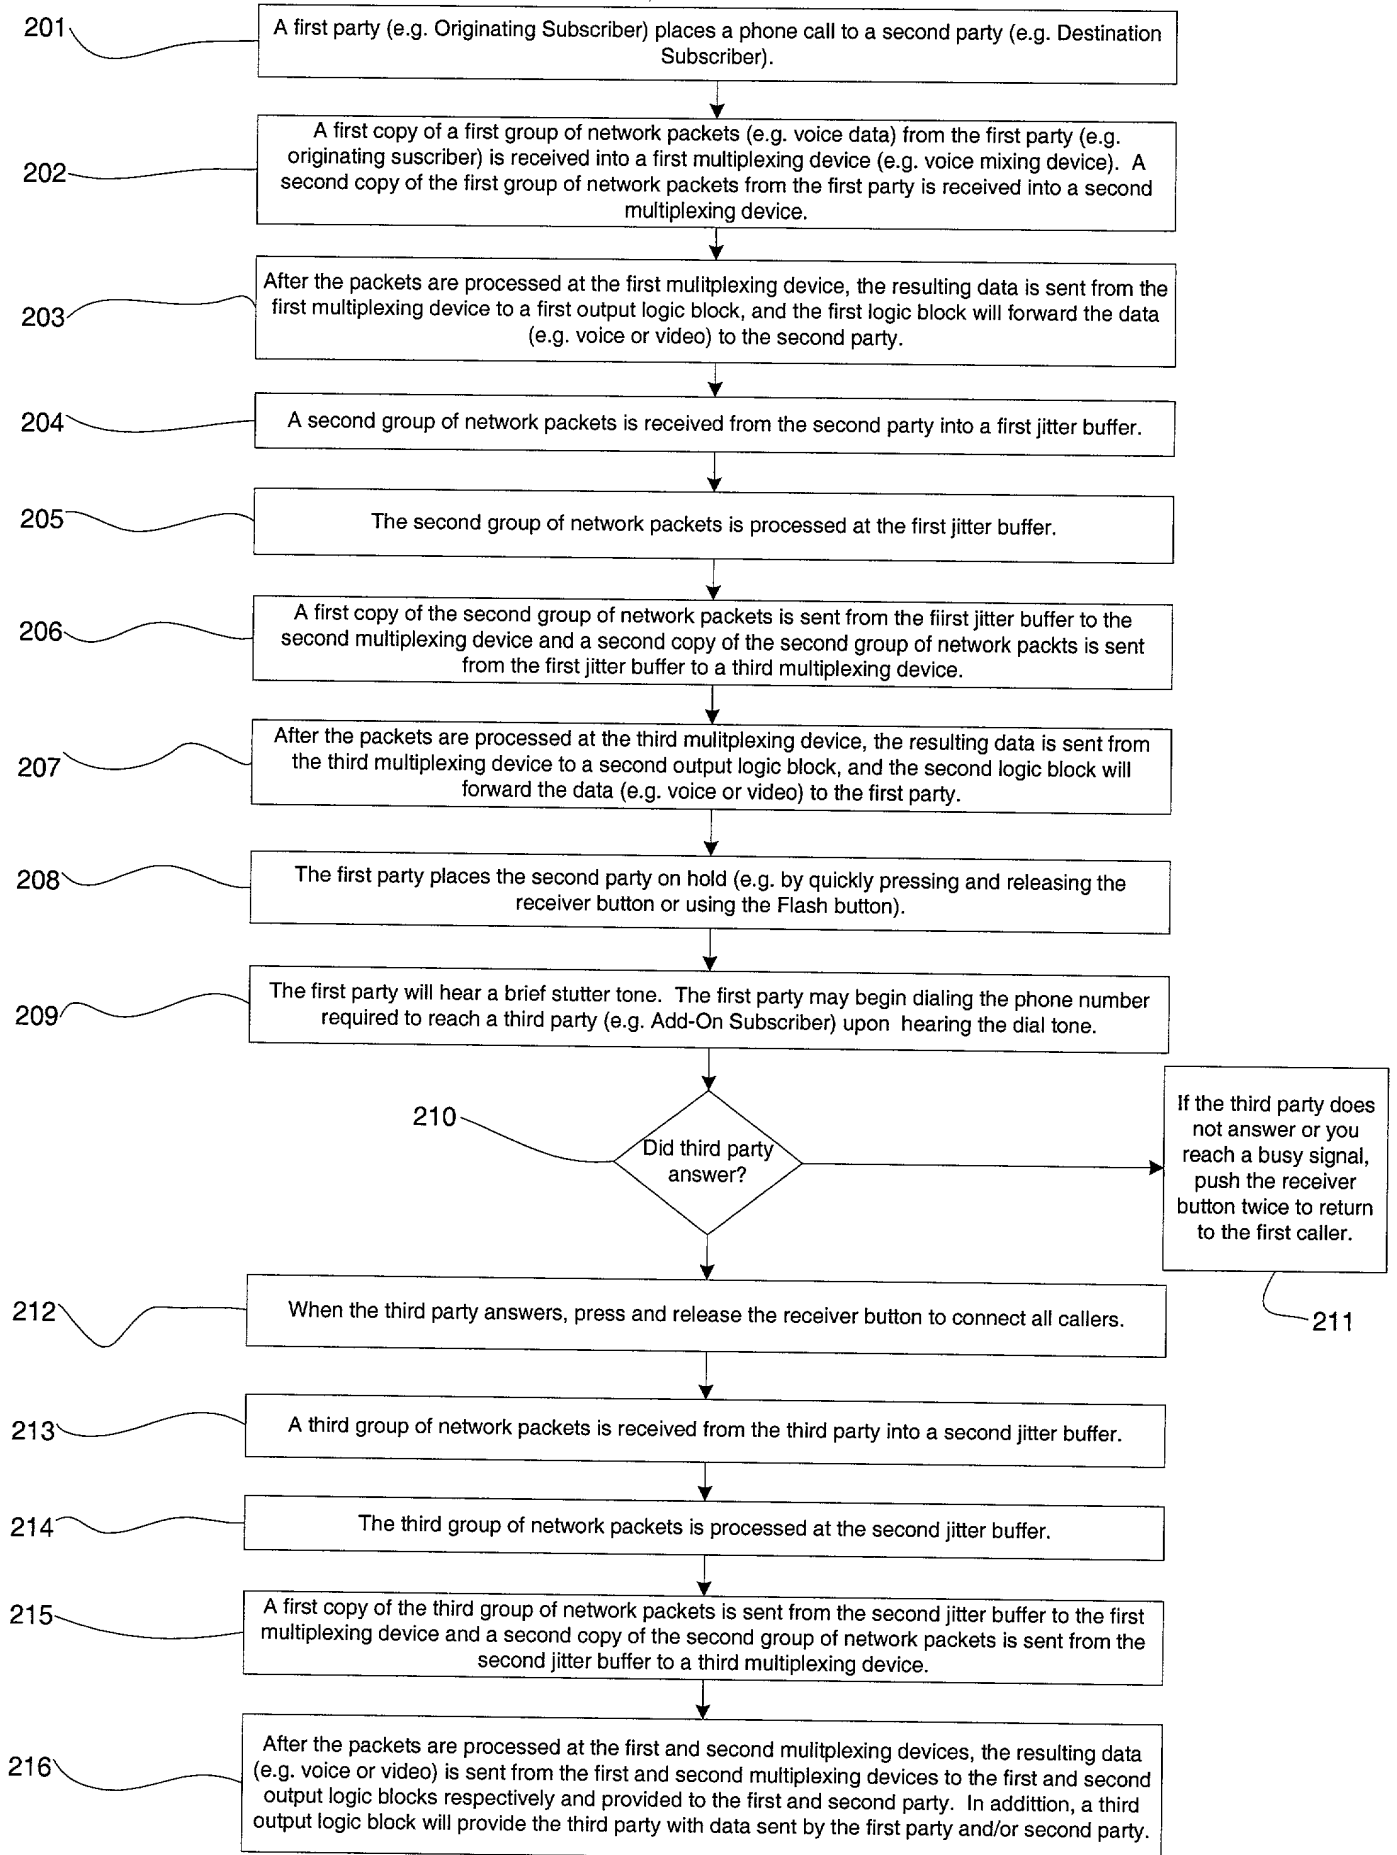 201
A first party (e.g. Originating Subscriber) places a phone call to a second party (e.g. Destination
Subscriber).
202
A first copy of a first group of network packets (e.g. voice data) from the first party (e.g.
originating suscriber) is received into a first multiplexing device (e.g. voice mixing device). A
second copy of the first group of network packets from the first party is received into a second
multiplexing device.
203
After the packets are processed at the first mulitplexing device, the resulting data is sent from the
first multiplexing device to a first output logic block, and the first logic block will forward the data
(e.g. voice or video) to the second party.
204
A second group of network packets is received from the second party into a first jitter buffer.
205
The second group of network packets is processed at the first jitter buffer.
206
A first copy of the second group of network packets is sent from the fiirst jitter buffer to the
second multiplexing device and a second copy of the second group of network packts is sent
from the first jitter buffer to a third multiplexing device.
207
After the packets are processed at the third mulitplexing device, the resulting data is sent from
the third multiplexing device to a second output logic block, and the second logic block will
forward the data (e.g. voice or video) to the first party.
208
The first party places the second party on hold (e.g. by quickly pressing and releasing the
receiver button or using the Flash button).
209
The first party will hear a brief stutter tone. The first party may begin dialing the phone number
required to reach a third party (e.g. Add-On Subscriber) upon hearing the dial tone.
210
Did third party
answer?
If the third party does
not answer or you
reach a busy signal,
push the receiver
button twice to return
to the first caller.
211
212
When the third party answers, press and release the receiver button to connect all callers.
213
A third group of network packets is received from the third party into a second jitter buffer.
214
The third group of network packets is processed at the second jitter buffer.
215
A first copy of the third group of network packets is sent from the second jitter buffer to the first
multiplexing device and a second copy of the second group of network packets is sent from the
second jitter buffer to a third multiplexing device.
216
After the packets are processed at the first and second mulitplexing devices, the resulting data
(e.g. voice or video) is sent from the first and second multiplexing devices to the first and second
output logic blocks respectively and provided to the first and second party. In addittion, a third
output logic block will provide the third party with data sent by the first party and/or second party.